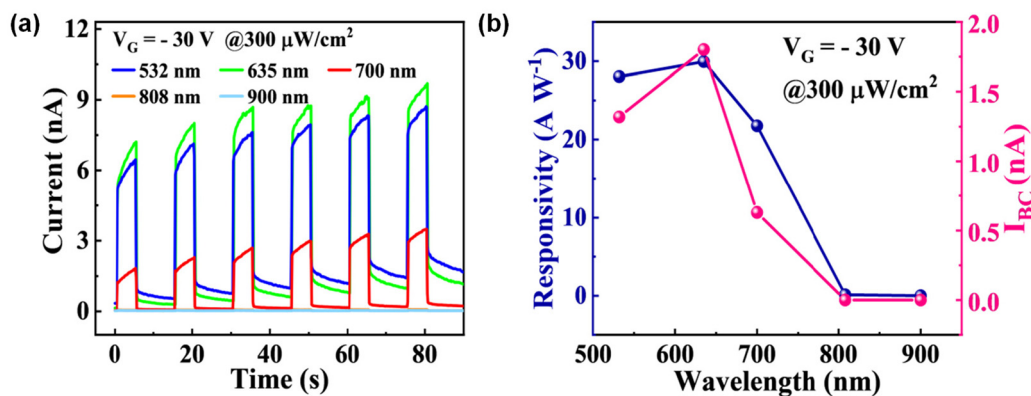 (a)
V_G = - 30 V @300 μW/cm²
532 nm 635 nm 700 nm
808 nm 900 nm
Current (nA)
12
9
6
3
0
0 20 40 60 80
Time (s)
(b)
V_G = - 30 V
@300 μW/cm²
Responsivity (A W⁻¹)
30
20
10
0
500 600 700 800 900
Wavelength (nm)
2.0
1.5
1.0
0.5
0.0
I_BC (nA)